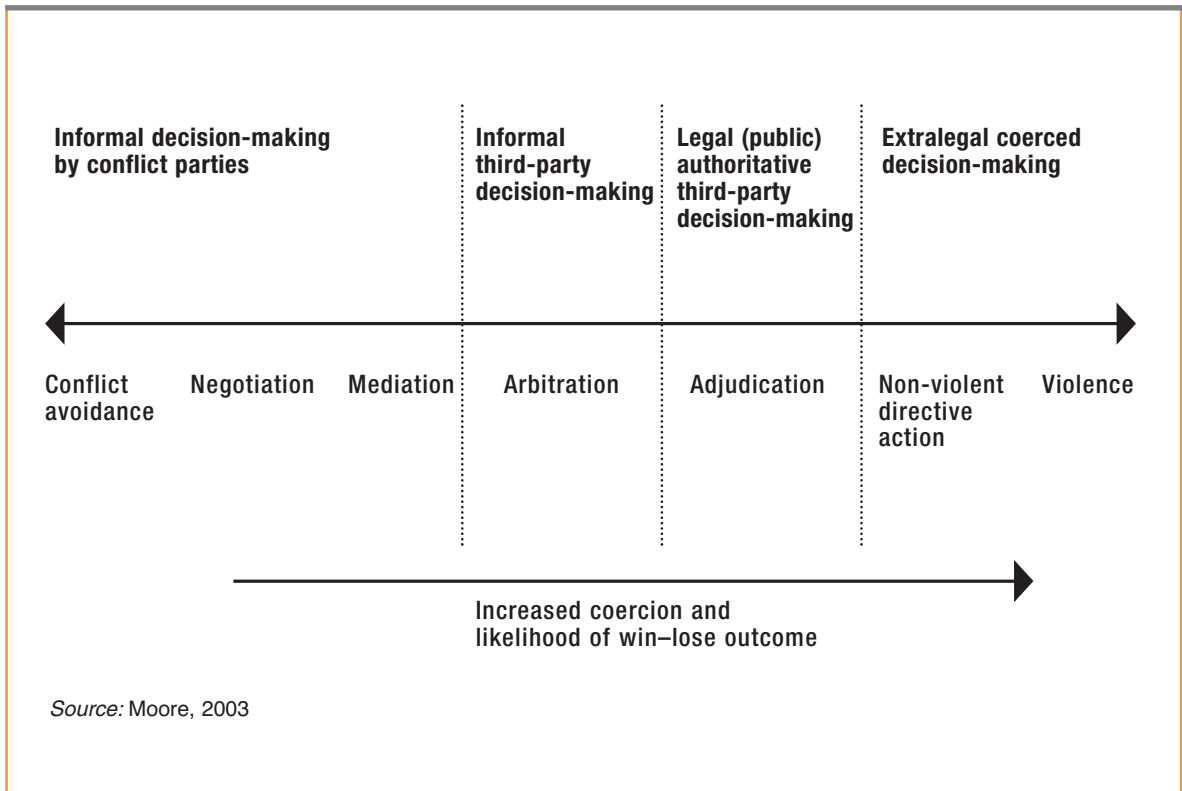 Informal decision-making
by conflict parties
Informal
third-party
decision-making
Legal (public)
authoritative
third-party
decision-making
Extralegal coerced
decision-making
Conflict
avoidance
Negotiation
Mediation
Arbitration
Adjudication
Non-violent
directive
action
Violence
Increased coercion and
likelihood of win–lose outcome
Source: Moore, 2003